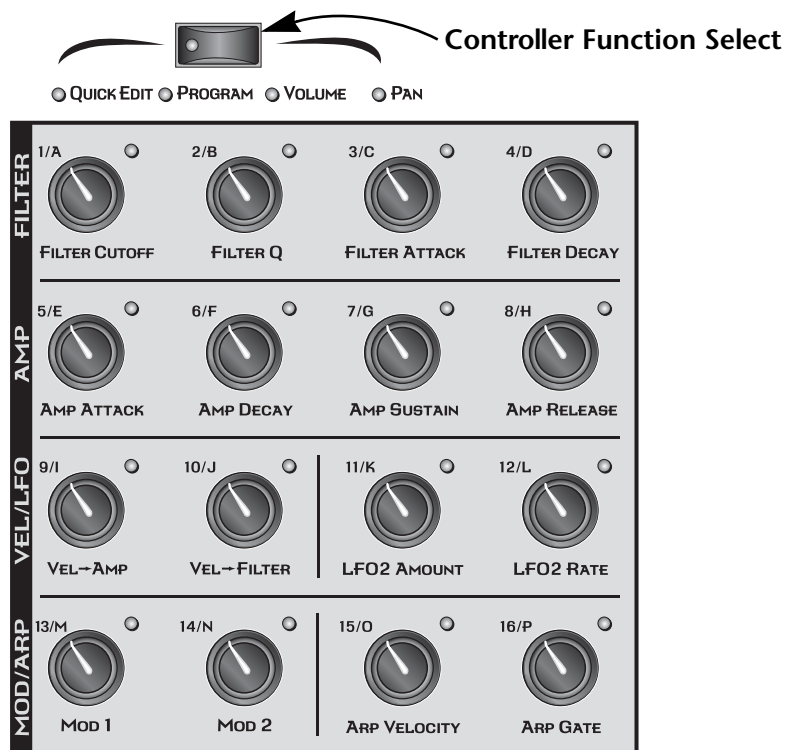 Controller Function Select
QUICK EDIT PROGRAM VOLUME PAN
FILTER
1/A 2/B 3/C 4/D
FILTER CUTOFF FILTER Q FILTER ATTACK FILTER DECAY
AMP
5/E 6/F 7/G 8/H
AMP ATTACK AMP DECAY AMP SUSTAIN AMP RELEASE
VEL/LFO
9/I 10/J 11/K 12/L
VEL→AMP VEL→FILTER LFO2 AMOUNT LFO2 RATE
MOD/ARP
13/M 14/N 15/O 16/P
MOD 1 MOD 2 ARP VELOCITY ARP GATE